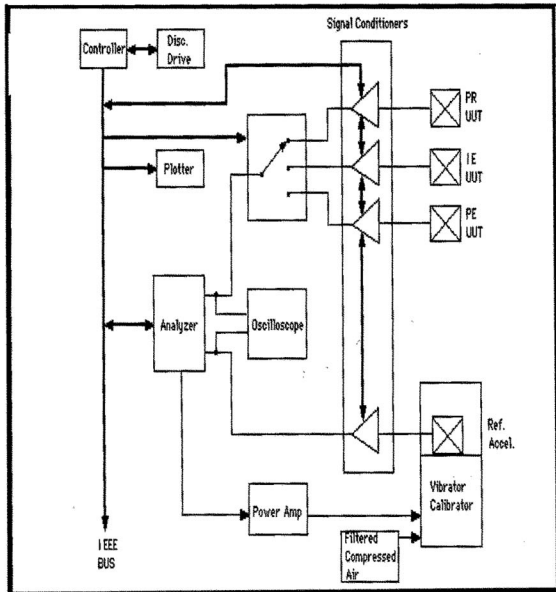 Signal Conditioners
Controller
Disc.
Drive
PR
UUT
IE
UUT
Plotter
PE
UUT
Analyzer
Oscilloscope
Ref.
Accel.
Vibrator
Calibrator
Power Amp
Filtered
Compressed
Air
IEEE
BUS